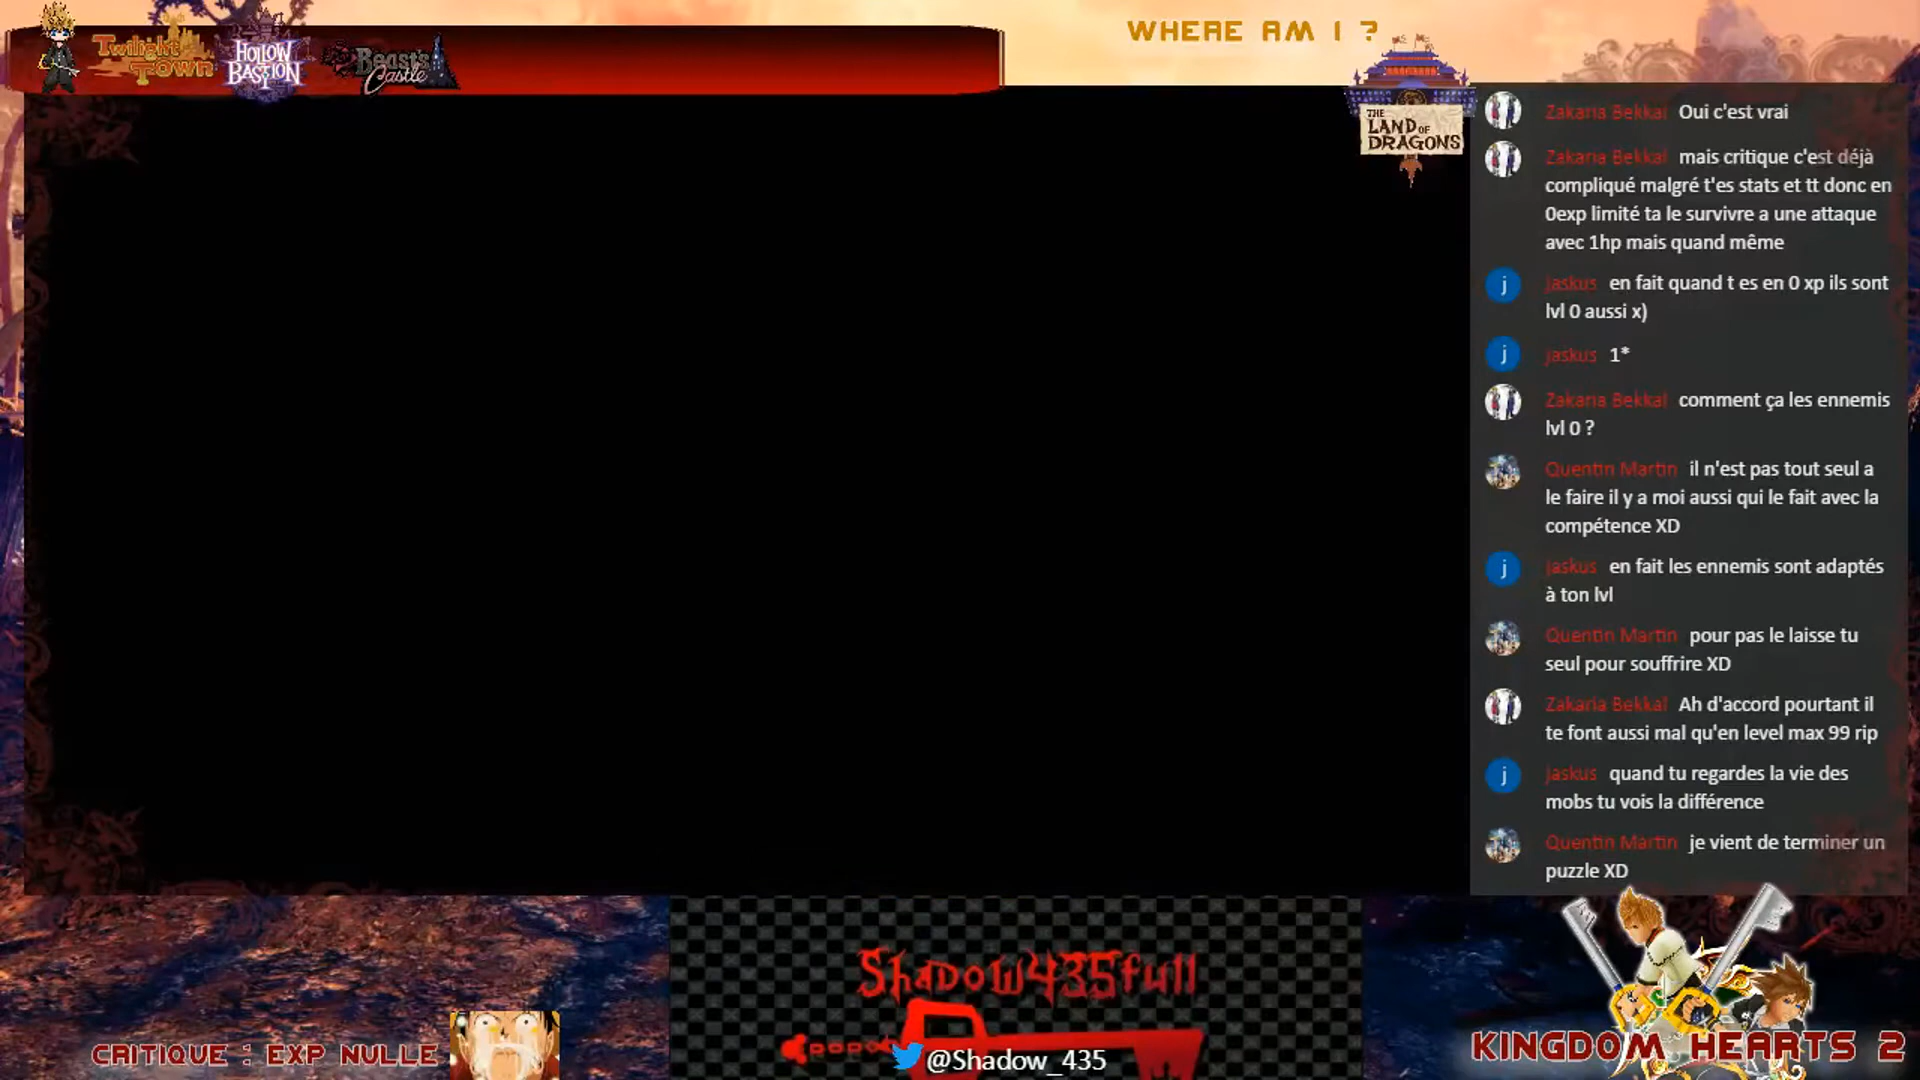 Twilight Town
HOLLOW BASTION
Beast's Castle
WHERE AM I ?
THE LAND OF DRAGONS
Zakaria Bekkal Oui c'est vrai
Zakaria Bekkal mais critique c'est déjà
compliqué malgré t'es stats et tt donc en
0exp limité ta le survivre a une attaque
avec 1hp mais quand même
jaskus en fait quand t es en 0 xp ils sont
lvl 0 aussi x)
jaskus 1*
Zakaria Bekkal comment ça les ennemis
lvl 0 ?
Quentin Martin il n'est pas tout seul a
le faire il y a moi aussi qui le fait avec la
compétence XD
jaskus en fait les ennemis sont adaptés
à ton lvl
Quentin Martin pour pas le laisse tu
seul pour souffrire XD
Zakaria Bekkal Ah d'accord pourtant il
te font aussi mal qu'en level max 99 rip
jaskus quand tu regardes la vie des
mobs tu vois la différence
Quentin Martin je vient de terminer un
puzzle XD
Shadow435full
@Shadow_435
CRITIQUE : EXP NULLE
KINGDOM HEARTS 2